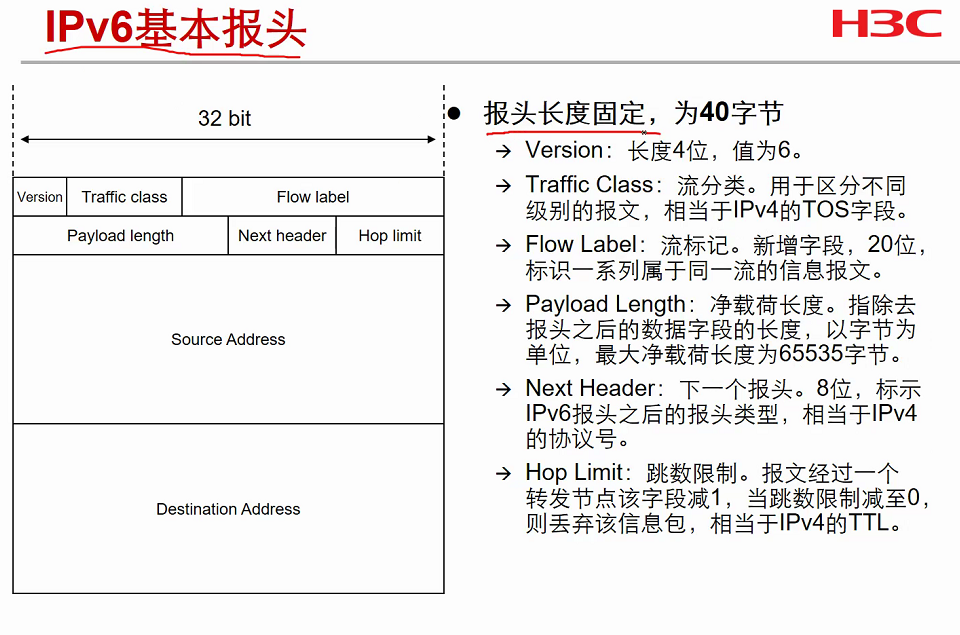 IPv6基本报头
H3C
32 bit
Version
Traffic class
Flow label
Payload length
Next header
Hop limit
Source Address
Destination Address
● 报头长度固定，为40字节
→ Version：长度4位，值为6。
→ Traffic Class：流分类。用于区分不同
级别的报文，相当于IPv4的TOS字段。
→ Flow Label：流标记。新增字段，20位，
标识一系列属于同一流的信息报文。
→ Payload Length：净载荷长度。指除去
报头之后的数据字段的长度，以字节为
单位，最大净载荷长度为65535字节。
→ Next Header：下一个报头。8位，标示
IPv6报头之后的报头类型，相当于IPv4
的协议号。
→ Hop Limit：跳数限制。报文经过一个
转发节点该字段减1，当跳数限制减至0，
则丢弃该信息包，相当于IPv4的TTL。